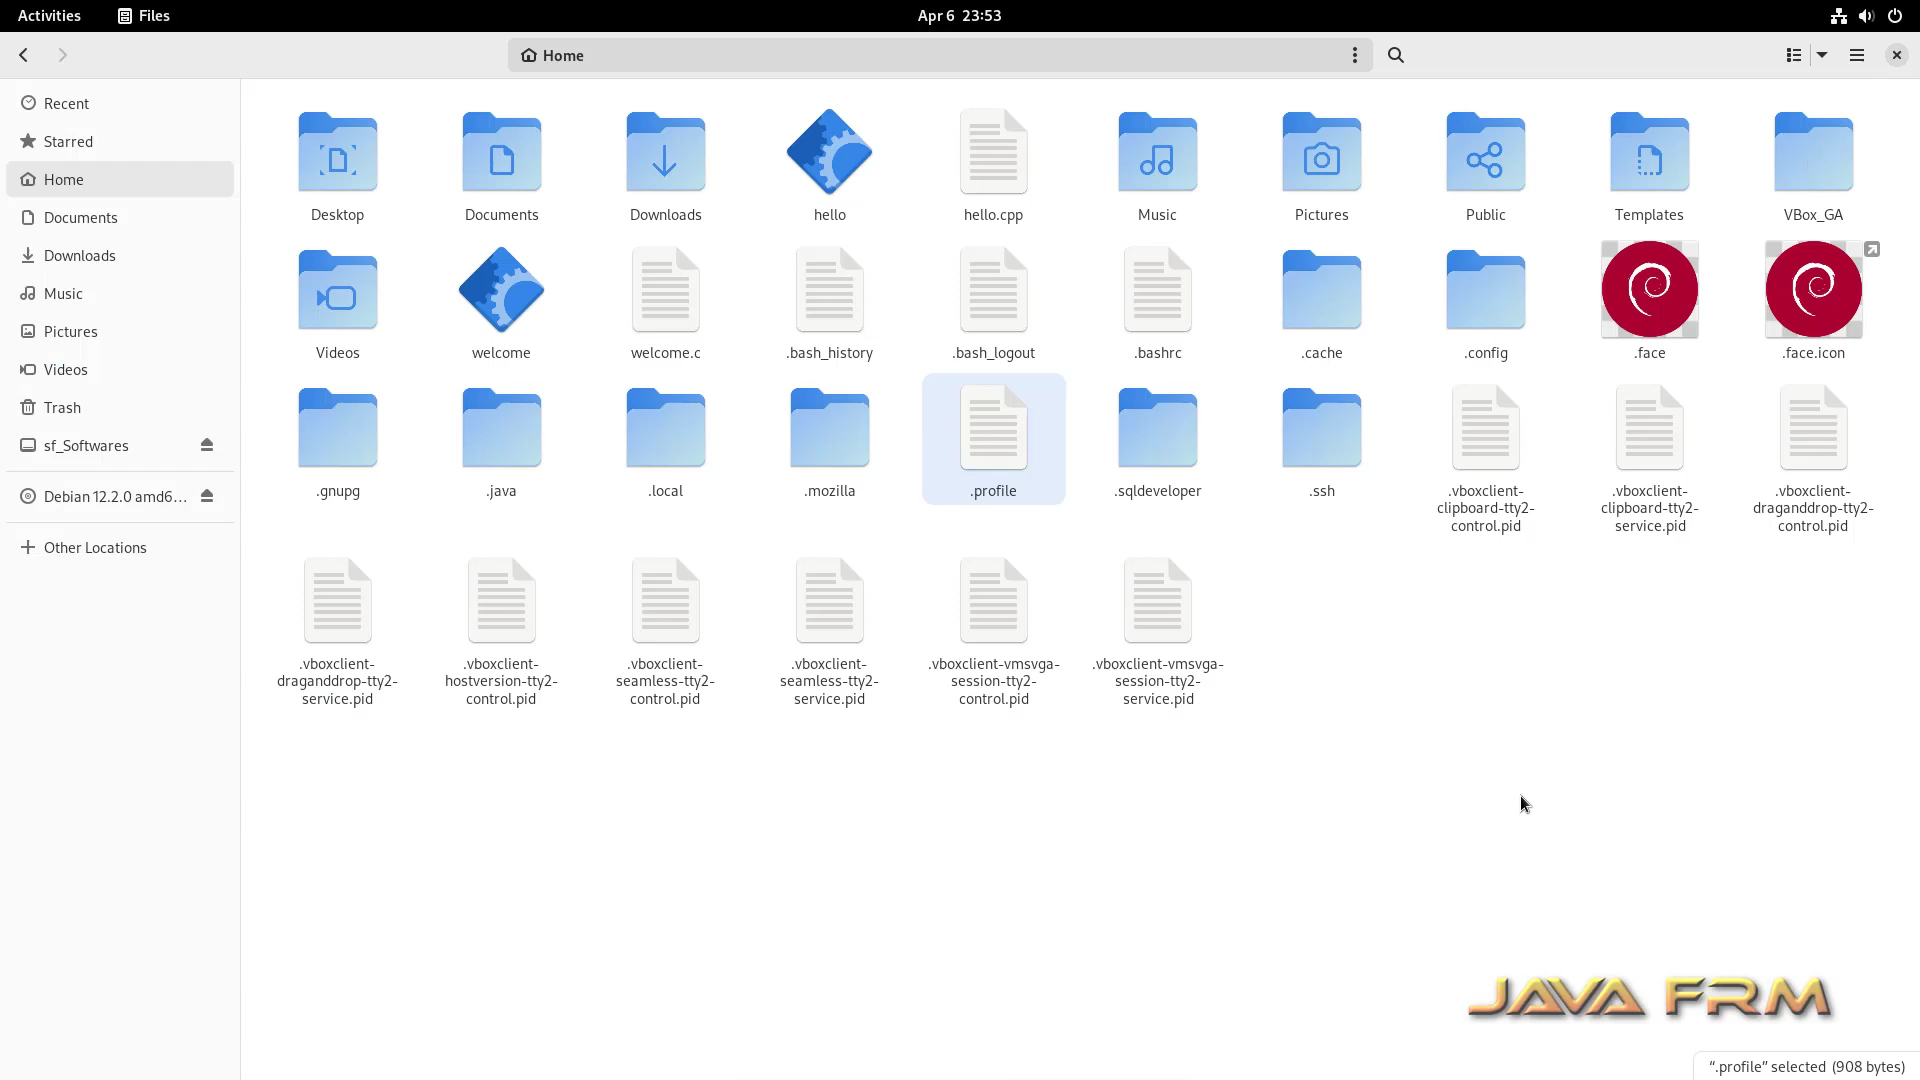 Activities
Files
Apr 6 23:53
Home
Recent
Starred
Home
Documents
Downloads
Music
Pictures
Videos
Trash
sf_Softwares
Debian 12.2.0 amd6...
Other Locations
Desktop
Documents
Downloads
hello
hello.cpp
Music
Pictures
Public
Templates
VBox_GA
Videos
welcome
welcome.c
.bash_history
.bash_logout
.bashrc
.cache
.config
.face
.face.icon
.gnupg
.java
.local
.mozilla
.profile
.sqldeveloper
.ssh
.vboxclient-
clipboard-tty2-
control.pid
.vboxclient-
clipboard-tty2-
service.pid
.vboxclient-
draganddrop-tty2-
control.pid
.vboxclient-
draganddrop-tty2-
service.pid
.vboxclient-
hostversion-tty2-
control.pid
.vboxclient-
seamless-tty2-
control.pid
.vboxclient-
seamless-tty2-
service.pid
.vboxclient-vmsvga-
session-tty2-
control.pid
.vboxclient-vmsvga-
session-tty2-
service.pid
JAVA FRM
“.profile” selected (908 bytes)